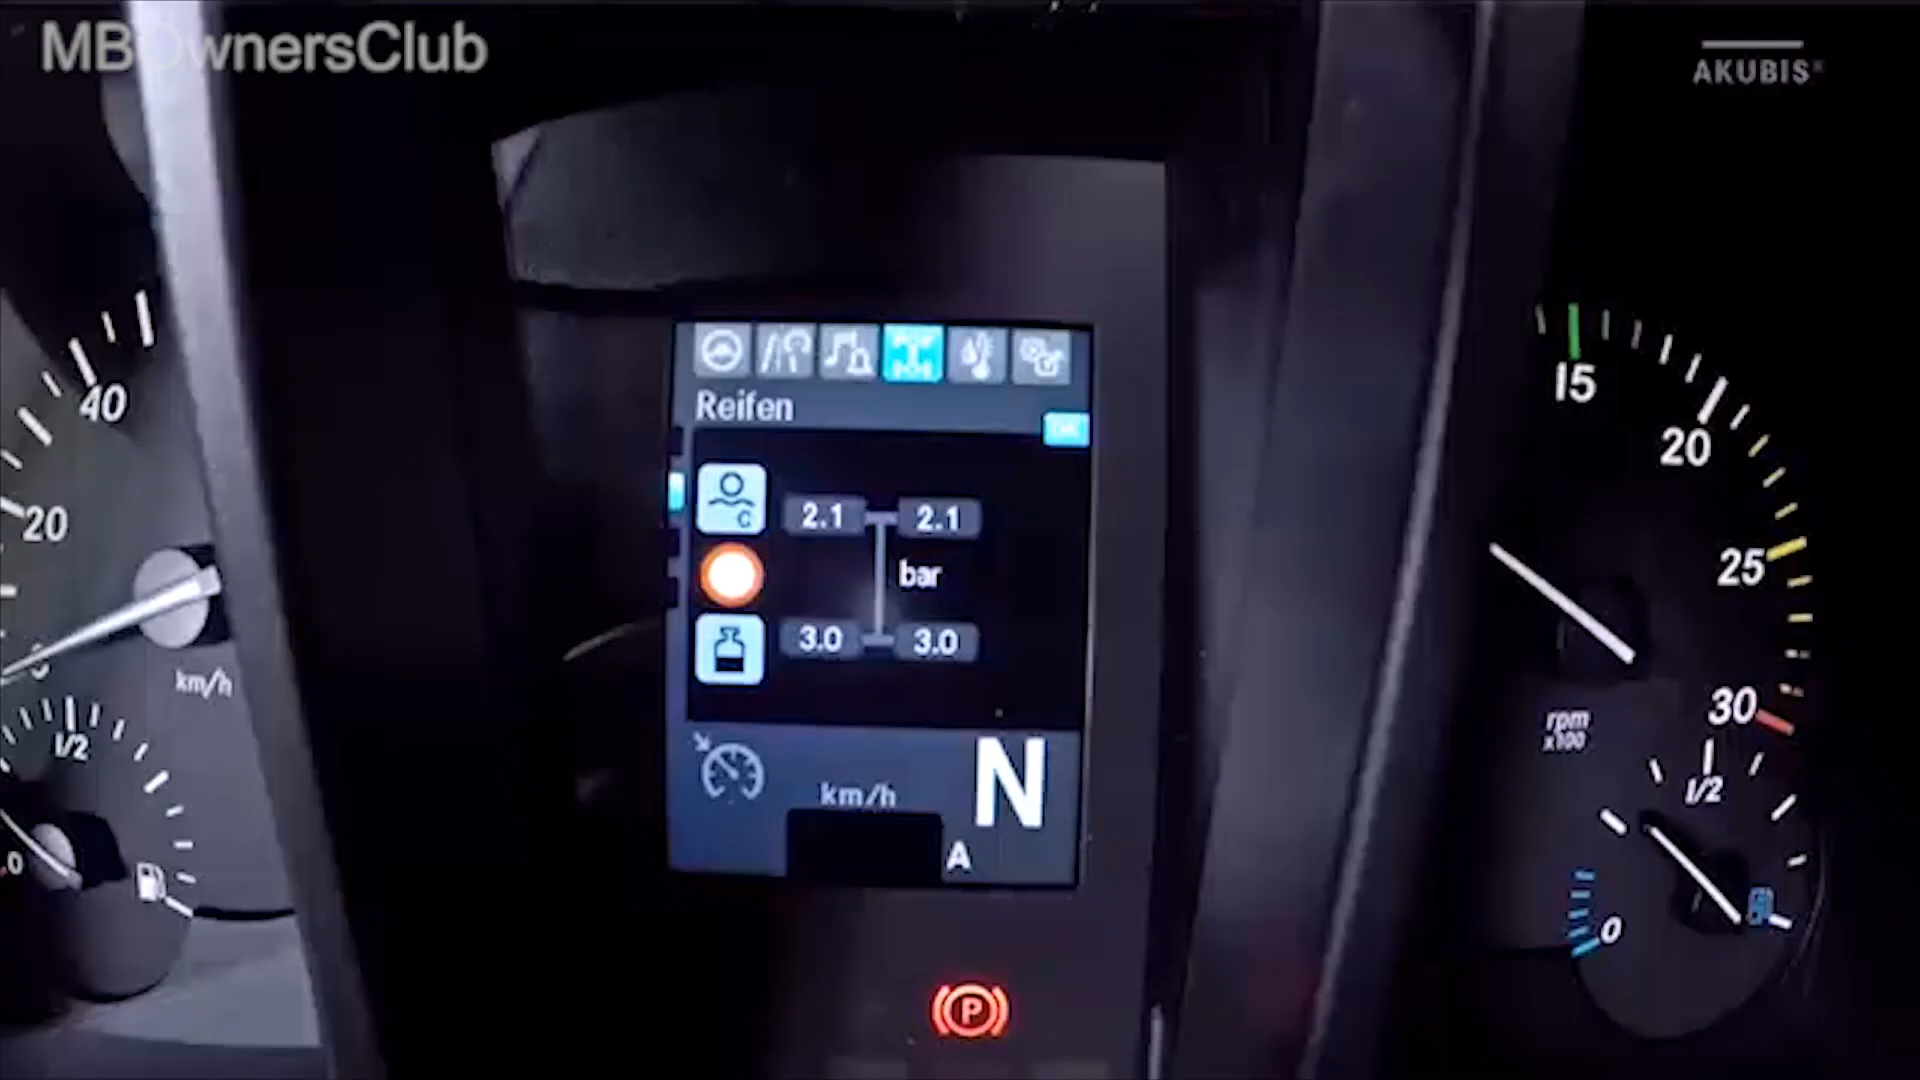 MBOwnersClub
AKUBIS
40
20
km/h
1/2
Reifen
OK
C
2.1 2.1
bar
3.0 3.0
km/h
N
A
P
15
20
25
30
rpm
x100
1/2
0